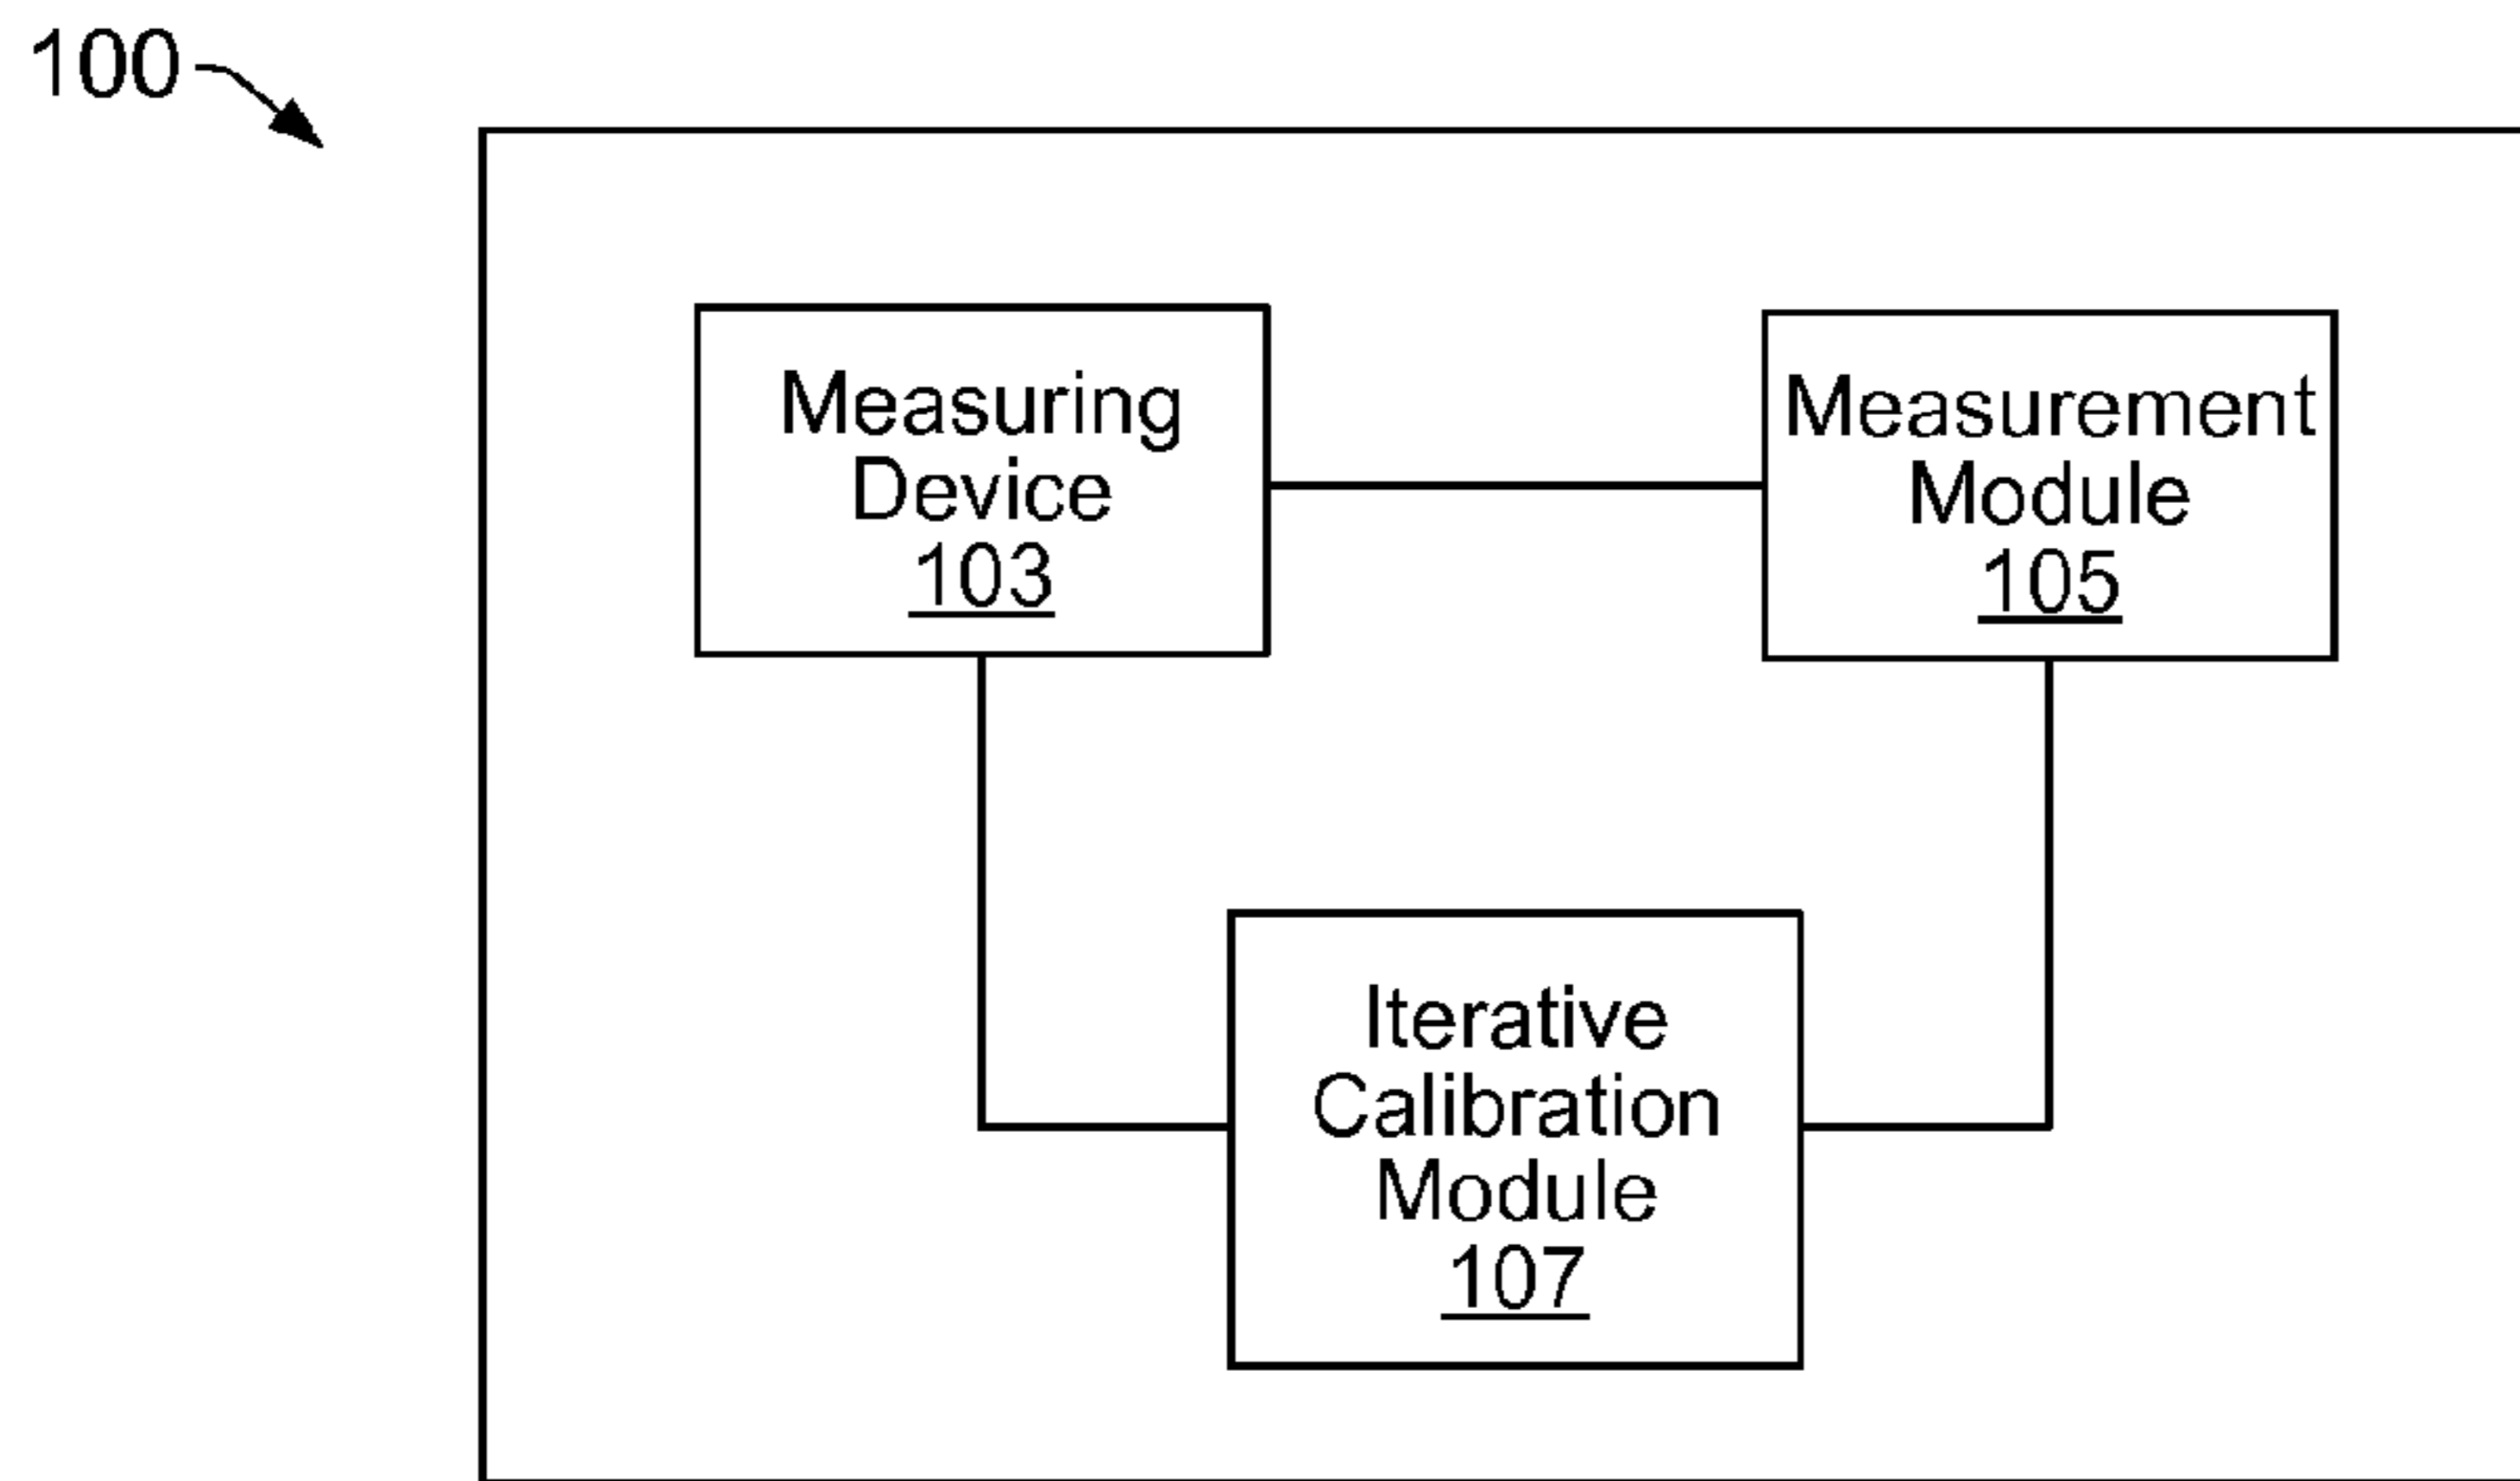 100
Measuring
Device
103
Measurement
Module
105
Iterative
Calibration
Module
107